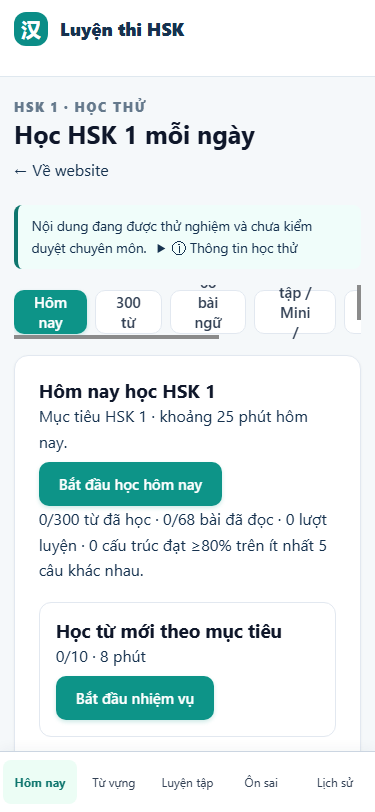 汉 Luyện thi HSK
HSK 1 · HỌC THỬ
Học HSK 1 mỗi ngày
← Về website
Nội dung đang được thử nghiệm và chưa kiểm
duyệt chuyên môn. ▶ ⓘ Thông tin học thử
Hôm
nay
300
từ
bài
ngữ
tập /
Mini
/
Hôm nay học HSK 1
Mục tiêu HSK 1 · khoảng 25 phút hôm
nay.
Bắt đầu học hôm nay
0/300 từ đã học · 0/68 bài đã đọc · 0 lượt
luyện · 0 cấu trúc đạt ≥80% trên ít nhất 5
câu khác nhau.
Học từ mới theo mục tiêu
0/10 · 8 phút
Bắt đầu nhiệm vụ
Hôm nay
Từ vựng
Luyện tập
Ôn sai
Lịch sử